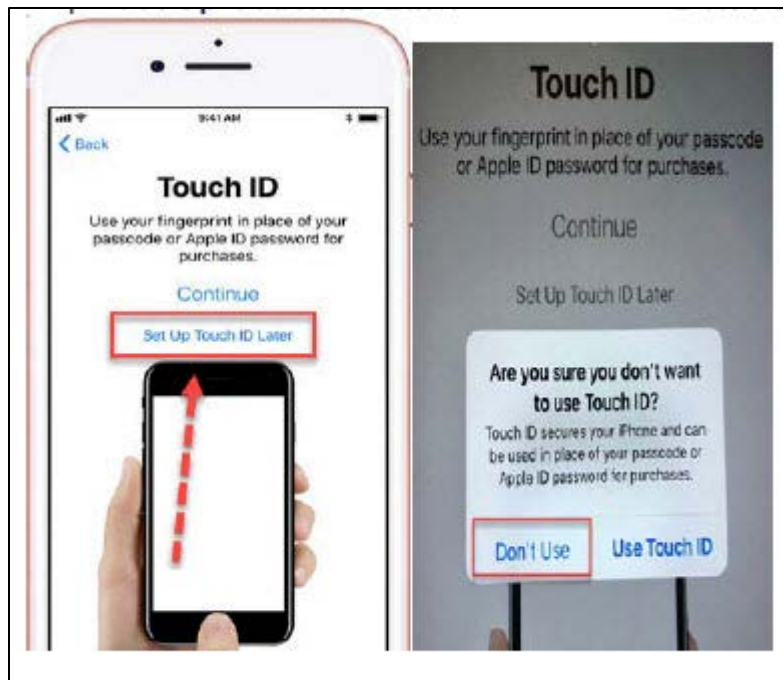 9:41 AM
Back
Touch ID
Use your fingerprint in place of your
passcode or Apple ID password for
purchases.
Continue
Set Up Touch ID Later
Touch ID
Use your fingerprint in place of your passcode
or Apple ID password for purchases.
Continue
Set Up Touch ID Later
Are you sure you don't want
to use Touch ID?
Touch ID secures your iPhone and can
be used in place of your passcode or
Apple ID password for purchases.
Don't Use
Use Touch ID